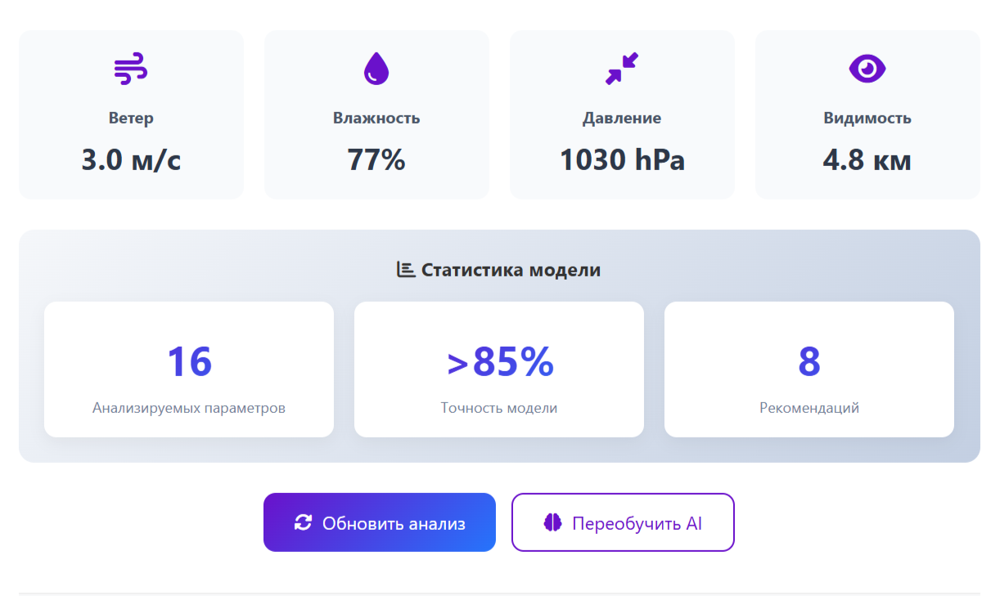 Ветер
3.0 м/с
Влажность
77%
Давление
1030 hPa
Видимость
4.8 км
Статистика модели
16
Анализируемых параметров
>85%
Точность модели
8
Рекомендаций
Обновить анализ
Переобучить AI